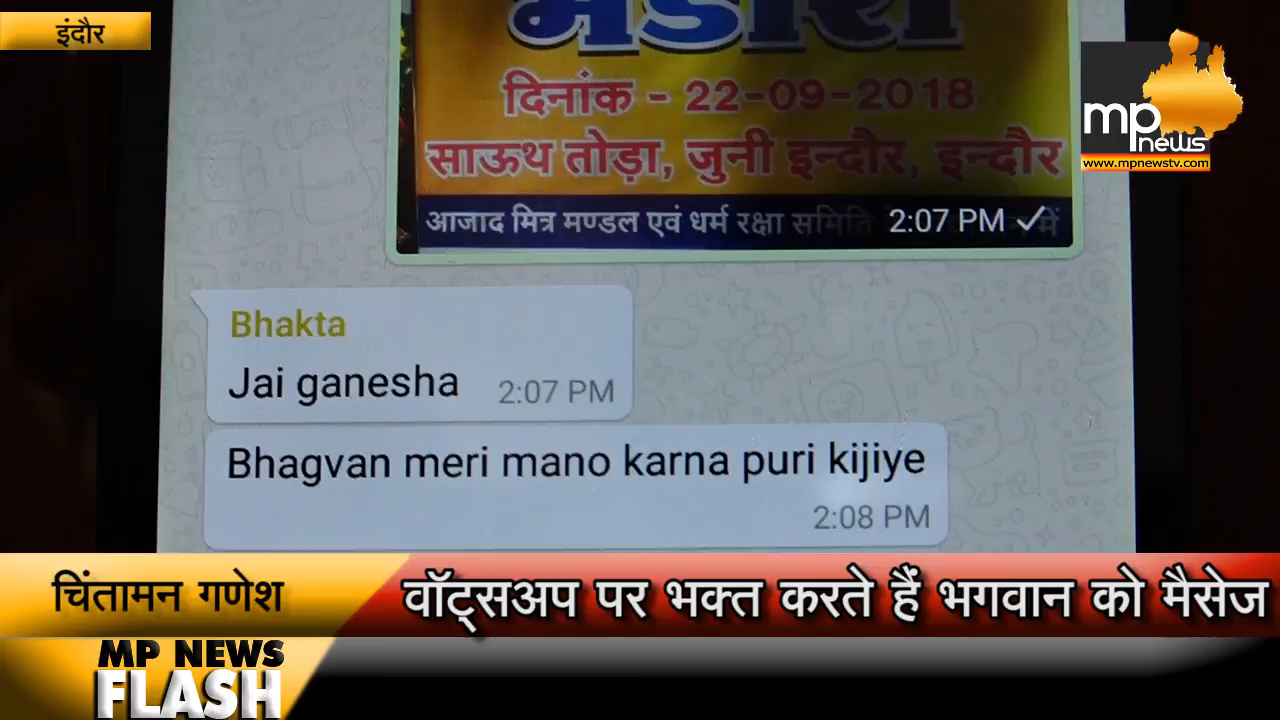 इंदौर
भंडारा
दिनांक - 22-09-2018
साऊथ तोड़ा, जुनी इन्दौर, इन्दौर
आजाद मित्र मण्डल एवं धर्म रक्षा समिति
2:07 PM
mp
news
www.mpnewstv.com
Bhakta
Jai ganesha 2:07 PM
Bhagvan meri mano karna puri kijiye
2:08 PM
चिंतामन गणेश
वॉट्सअप पर भक्त करते हैं भगवान को मैसेज
MP NEWS
FLASH